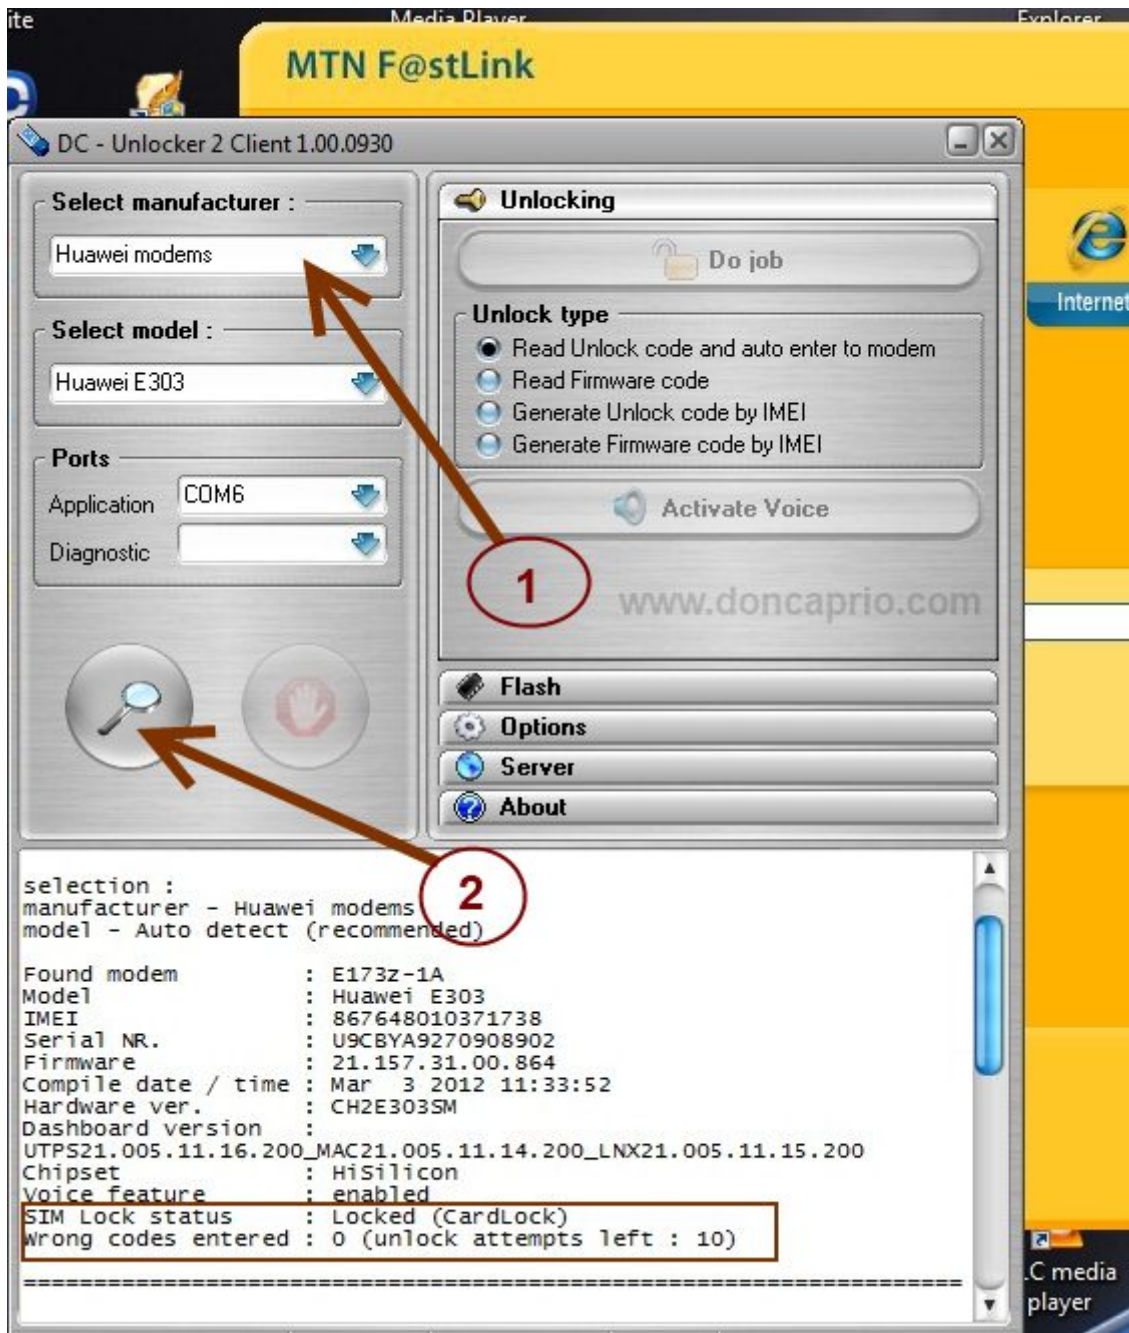 ite
Media Player
Explorer
MTN F@stLink
DC - Unlocker 2 Client 1.00.0930
Select manufacturer :
Huawei modems
Select model :
Huawei E303
Ports
Application COM6
Diagnostic
Unlocking
Do job
Unlock type
Read Unlock code and auto enter to modem
Read Firmware code
Generate Unlock code by IMEI
Generate Firmware code by IMEI
Activate Voice
1
www.doncaprio.com
Flash
Options
Server
About
Internet
2
selection :
manufacturer - Huawei modems
model - Auto detect (recommended)
Found modem : E173z-1A
Model : Huawei E303
IMEI : 867648010371738
Serial NR. : U9CBYA9270908902
Firmware : 21.157.31.00.864
Compile date / time : Mar 3 2012 11:33:52
Hardware ver. : CH2E303SM
Dashboard version :
UTPS21.005.11.16.200_MAC21.005.11.14.200_LNX21.005.11.15.200
Chipset : HiSilicon
Voice feature : enabled
SIM Lock status : Locked (CardLock)
Wrong codes entered : 0 (unlock attempts left : 10)
=====================================================================
LC media
player